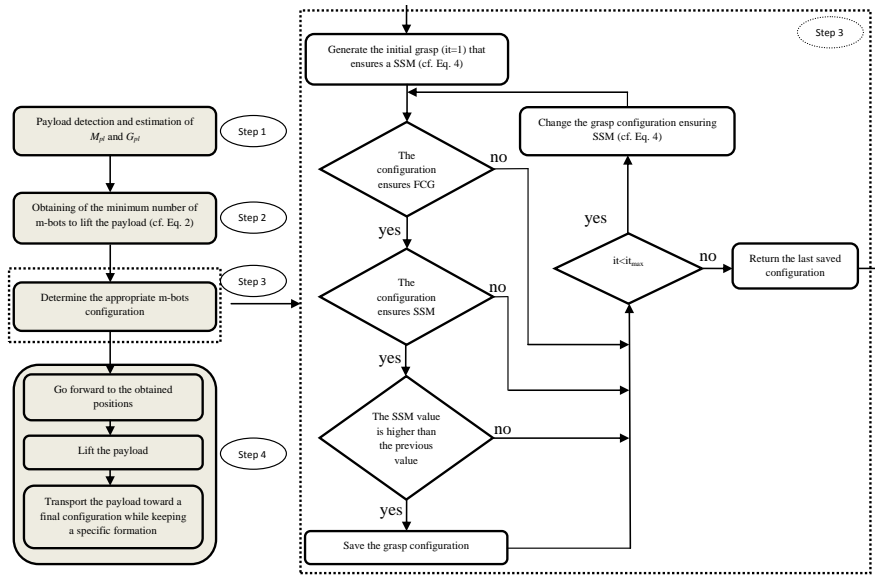 Payload detection and estimation of
Mpl and Gpl
Step 1
Obtaining of the minimum number of
m-bots to lift the payload (cf. Eq. 2)
Step 2
Determine the appropriate m-bots
configuration
Step 3
Go forward to the obtained
positions
Lift the payload
Transport the payload toward a
final configuration while keeping
a specific formation
Step 4
Step 3
Generate the initial grasp (it=1) that
ensures a SSM (cf. Eq. 4)
The
configuration
ensures FCG
no
yes
The
configuration
ensures SSM
no
yes
The SSM value
is higher than
the previous
value
no
yes
Save the grasp configuration
Change the grasp configuration ensuring
SSM (cf. Eq. 4)
yes
it<itmax
no
Return the last saved
configuration